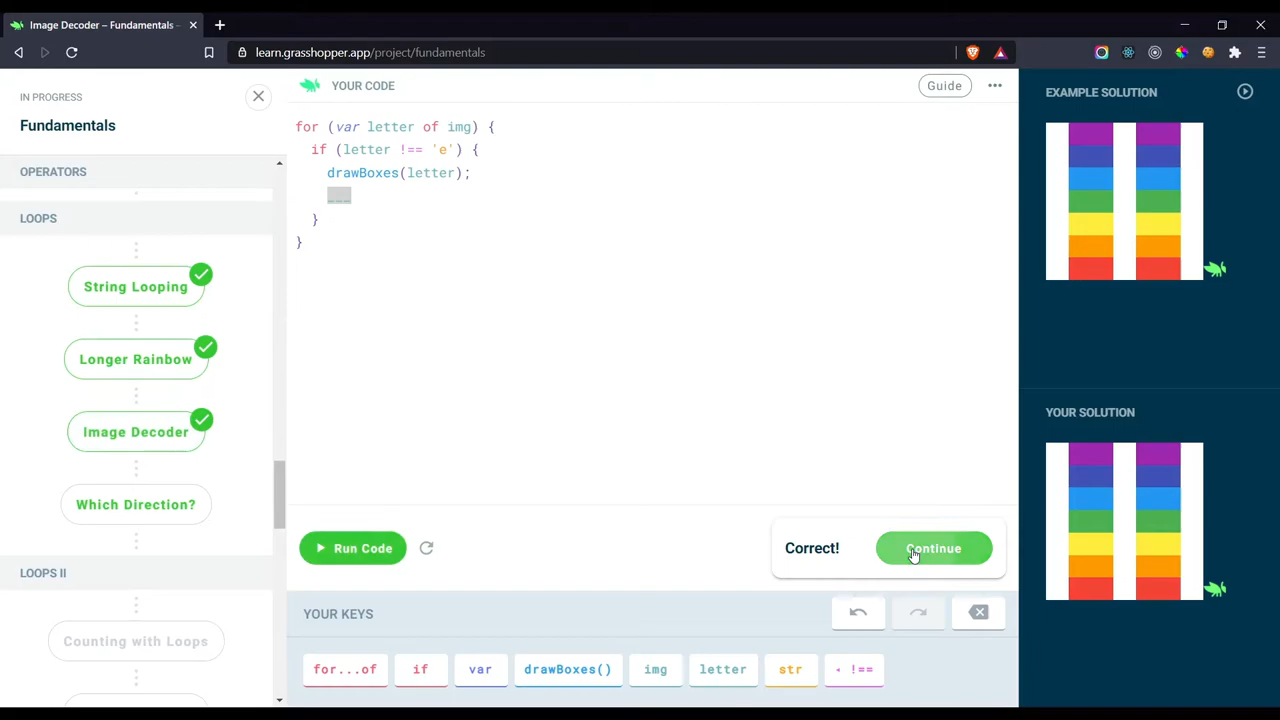 Image Decoder – Fundamentals -
learn.grasshopper.app/project/fundamentals
IN PROGRESS
Fundamentals
OPERATORS
LOOPS
String Looping
Longer Rainbow
Image Decoder
Which Direction?
LOOPS II
Counting with Loops
YOUR CODE
Guide
for (var letter of img) {
if (letter !== 'e') {
drawBoxes(letter);
___
}
}
Run Code
Correct!
Continue
YOUR KEYS
for...of
if
var
drawBoxes()
img
letter
str
!==
EXAMPLE SOLUTION
YOUR SOLUTION